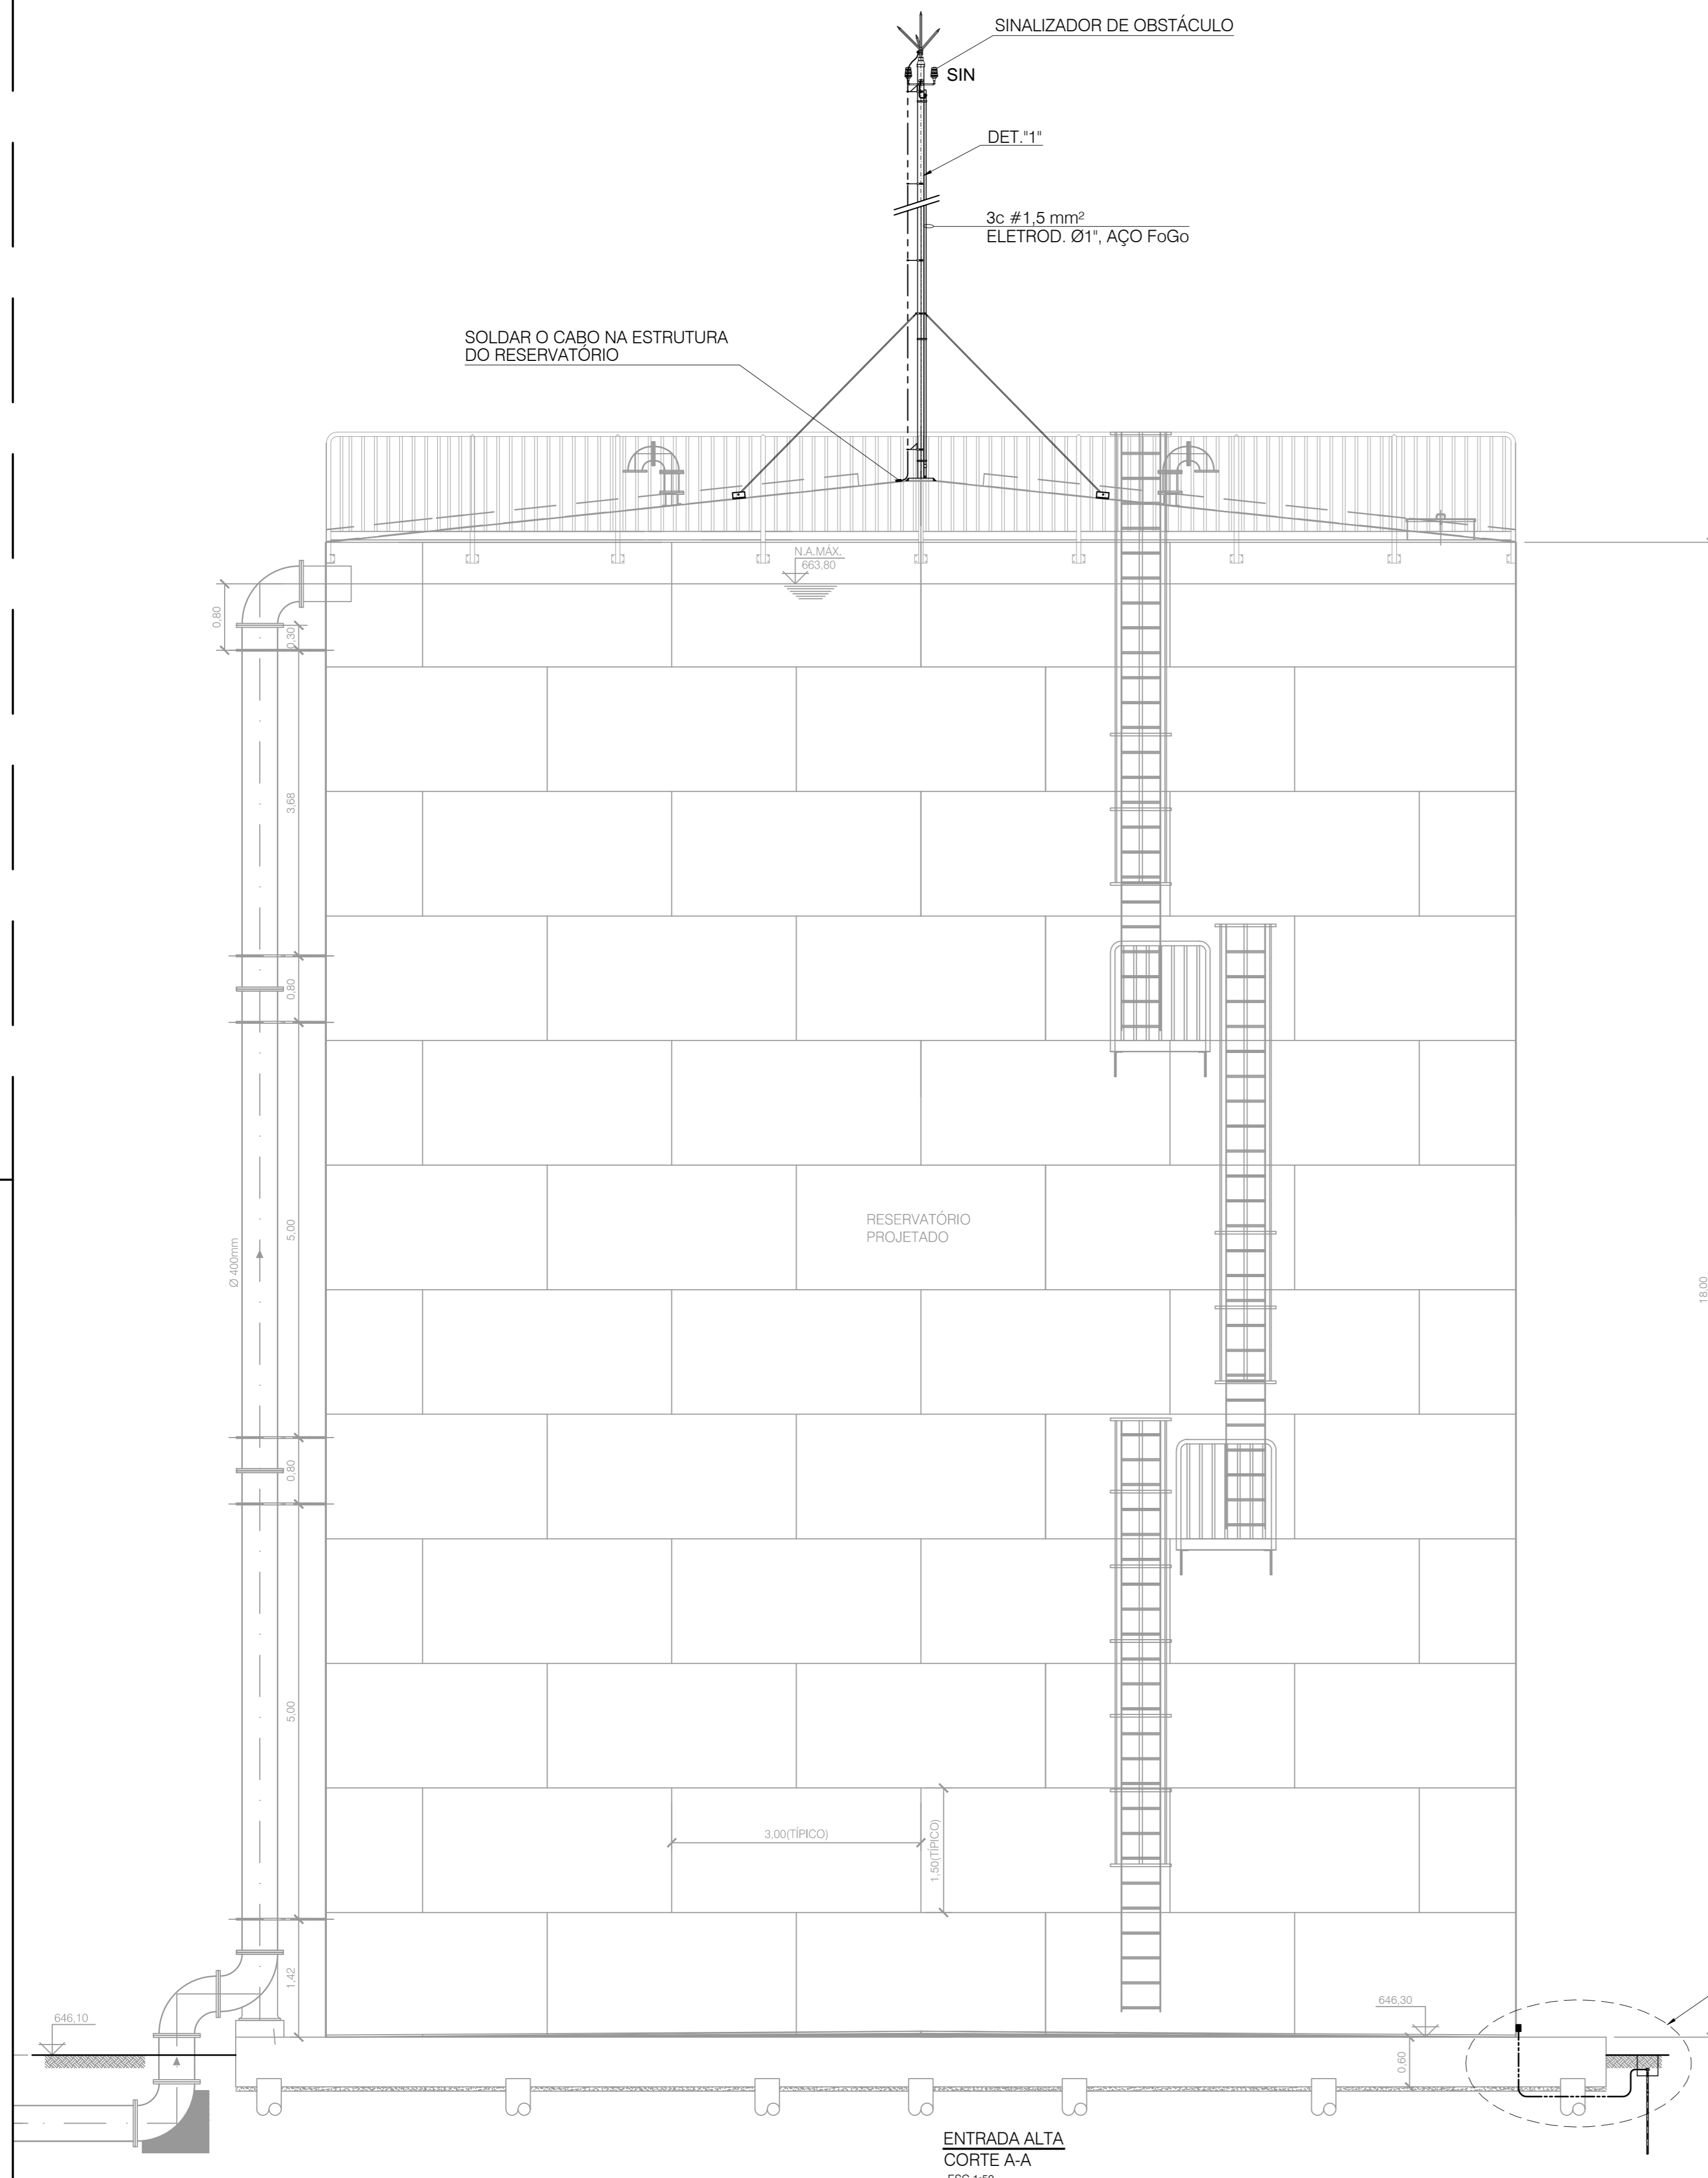 SINALIZADOR DE OBSTÁCULO
SIN
DET."1"
3c #1,5 mm²
ELETROD. Ø1", AÇO FoGo
SOLDAR O CABO NA ESTRUTURA
DO RESERVATÓRIO
N.A.MÁX.
663,80
0,80
0,30
3,68
0,80
5,00
Ø 400mm
RESERVATÓRIO
PROJETADO
18,00
0,80
5,00
3,00(TÍPICO)
1,50(TÍPICO)
1,42
646,10
646,30
0,60
ENTRADA ALTA
CORTE A-A
ESC.1:50